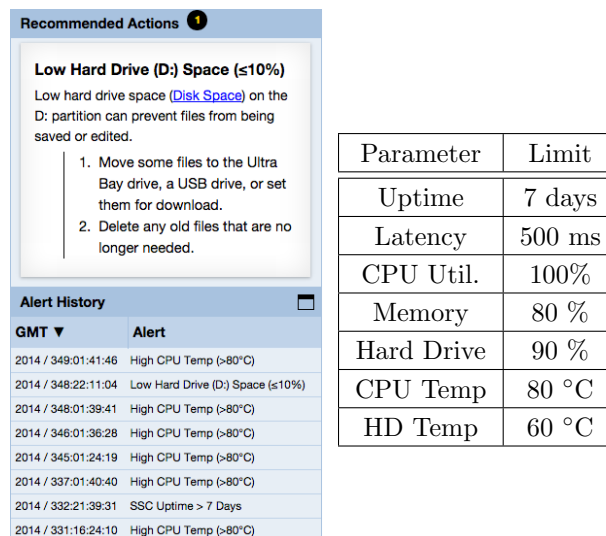 Recommended Actions 1
Low Hard Drive (D:) Space (≤10%)
Low hard drive space (Disk Space) on the
D: partition can prevent files from being
saved or edited.
1. Move some files to the Ultra
Bay drive, a USB drive, or set
them for download.
2. Delete any old files that are no
longer needed.
Alert History
GMT ▼ Alert
2014 / 349:01:41:46 High CPU Temp (>80°C)
2014 / 348:22:11:04 Low Hard Drive (D:) Space (≤10%)
2014 / 348:01:39:41 High CPU Temp (>80°C)
2014 / 346:01:36:28 High CPU Temp (>80°C)
2014 / 345:01:24:19 High CPU Temp (>80°C)
2014 / 337:01:40:40 High CPU Temp (>80°C)
2014 / 332:21:39:31 SSC Uptime > 7 Days
2014 / 331:16:24:10 High CPU Temp (>80°C)
Parameter Limit
Uptime 7 days
Latency 500 ms
CPU Util. 100%
Memory 80 %
Hard Drive 90 %
CPU Temp 80 °C
HD Temp 60 °C